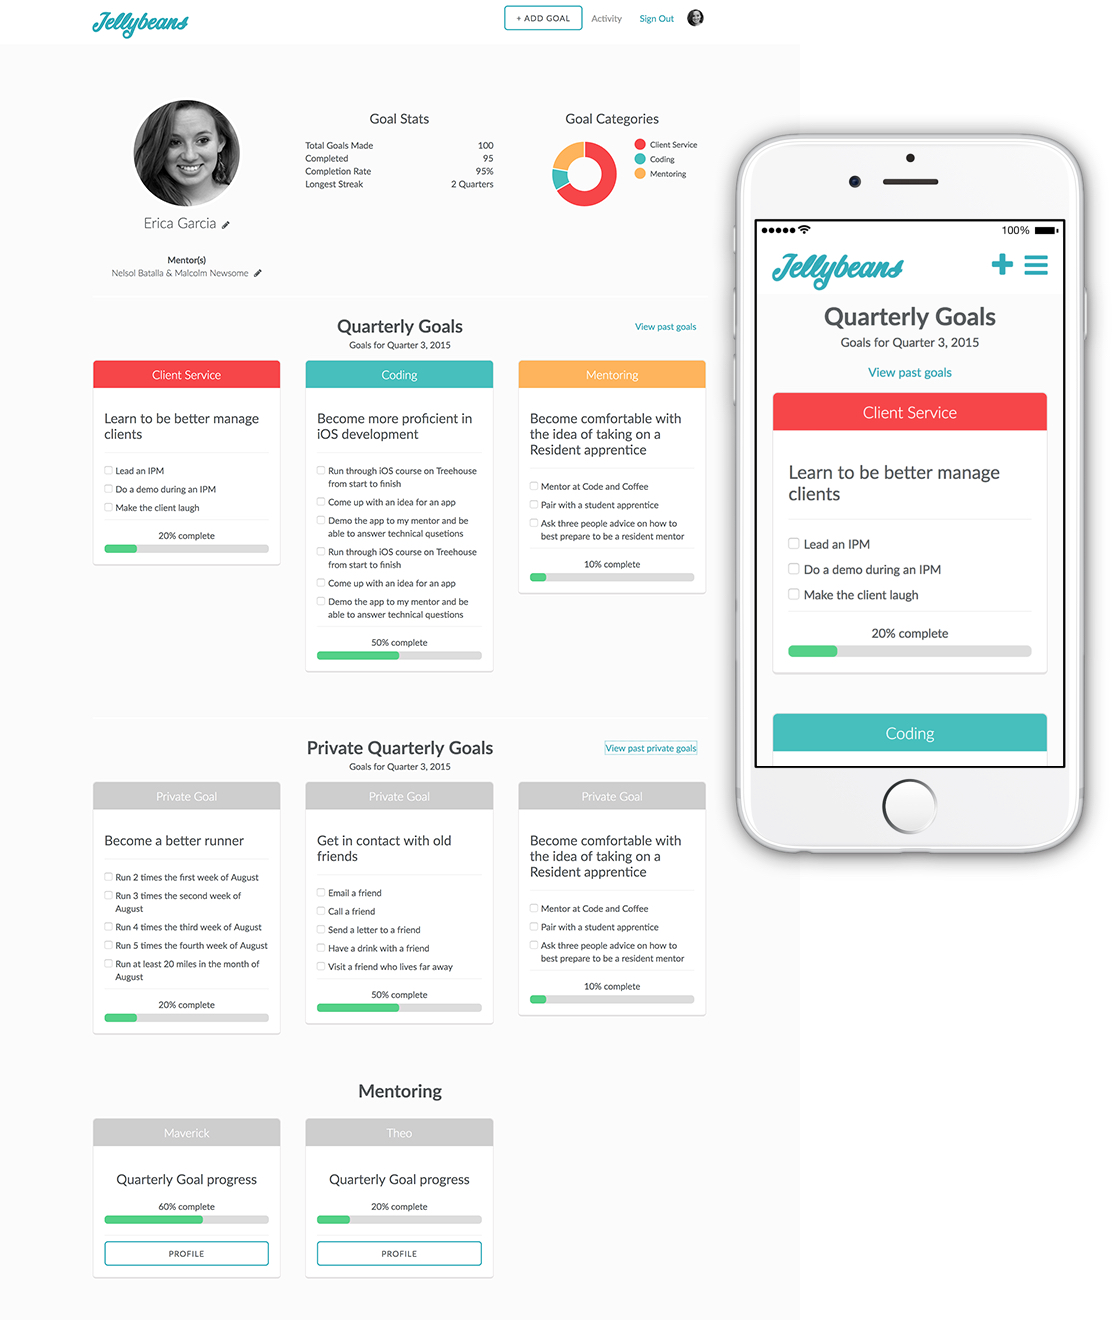 Jellybeans
+ ADD GOAL
Activity
Sign Out
Erica Garcia
Mentor(s)
Nelsol Batalla & Malcolm Newsome
Goal Stats
Total Goals Made 100
Completed 95
Completion Rate 95%
Longest Streak 2 Quarters
Goal Categories
Client Service
Coding
Mentoring
Quarterly Goals
Goals for Quarter 3, 2015
View past goals
Client Service
Learn to be better manage
clients
Lead an IPM
Do a demo during an IPM
Make the client laugh
20% complete
Coding
Become more proficient in
iOS development
Run through iOS course on Treehouse
from start to finish
Come up with an idea for an app
Demo the app to my mentor and be
able to answer technical qusetions
Run through iOS course on Treehouse
from start to finish
Come up with an idea for an app
Demo the app to my mentor and be
able to answer technical questions
50% complete
Mentoring
Become comfortable with
the idea of taking on a
Resident apprentice
Mentor at Code and Coffee
Pair with a student apprentice
Ask three people advice on how to
best prepare to be a resident mentor
10% complete
Private Quarterly Goals
Goals for Quarter 3, 2015
View past private goals
Private Goal
Become a better runner
Run 2 times the first week of August
Run 3 times the second week of
August
Run 4 times the third week of August
Run 5 times the fourth week of August
Run at least 20 miles in the month of
August
20% complete
Private Goal
Get in contact with old
friends
Email a friend
Call a friend
Send a letter to a friend
Have a drink with a friend
Visit a friend who lives far away
50% complete
Private Goal
Become comfortable with
the idea of taking on a
Resident apprentice
Mentor at Code and Coffee
Pair with a student apprentice
Ask three people advice on how to
best prepare to be a resident mentor
10% complete
Mentoring
Maverick
Quarterly Goal progress
60% complete
PROFILE
Theo
Quarterly Goal progress
20% complete
PROFILE
100%
Jellybeans
Quarterly Goals
Goals for Quarter 3, 2015
View past goals
Client Service
Learn to be better manage
clients
Lead an IPM
Do a demo during an IPM
Make the client laugh
20% complete
Coding